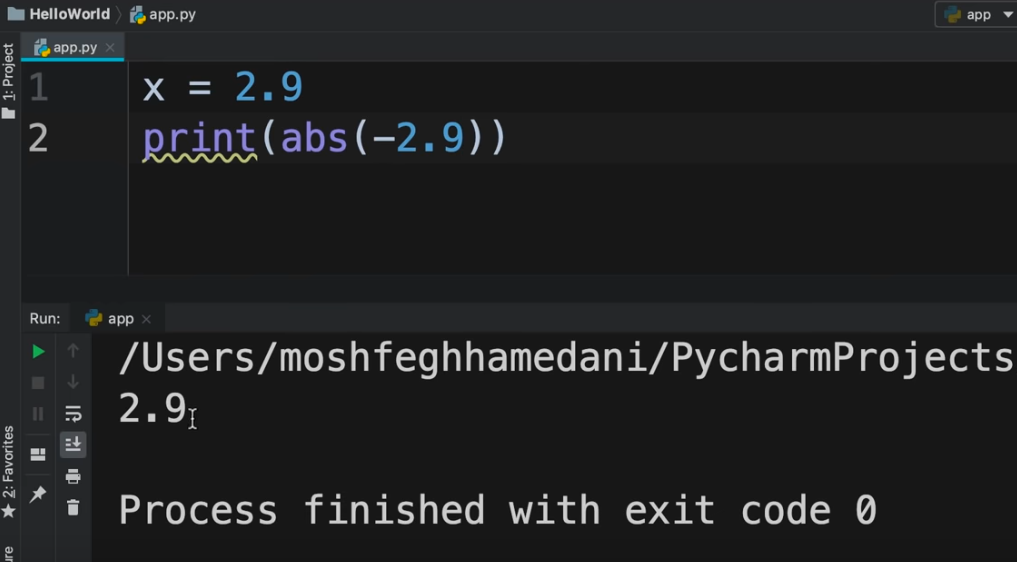 HelloWorld app.py
app
1: Project
app.py
1 x = 2.9
2 print(abs(-2.9))
Run: app
/Users/moshfeghhamedani/PycharmProjects
2.9
Process finished with exit code 0
2: Favorites